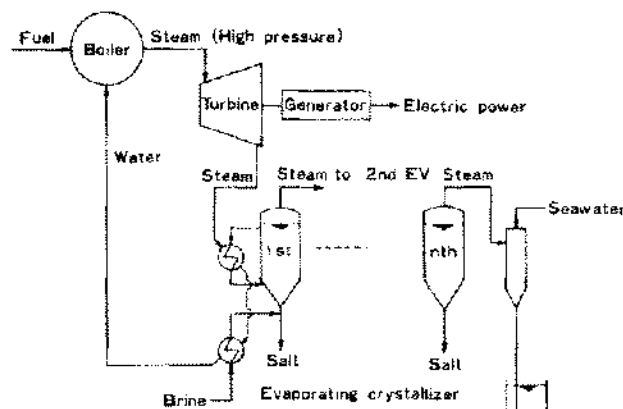 Fuel
Boiler
Steam (High pressure)
Turbine
Generator
Electric power
Water
Steam
Steam to 2nd EV
Steam
Seawater
1st
nth
Salt
Salt
Brine
Evaporating crystallizer